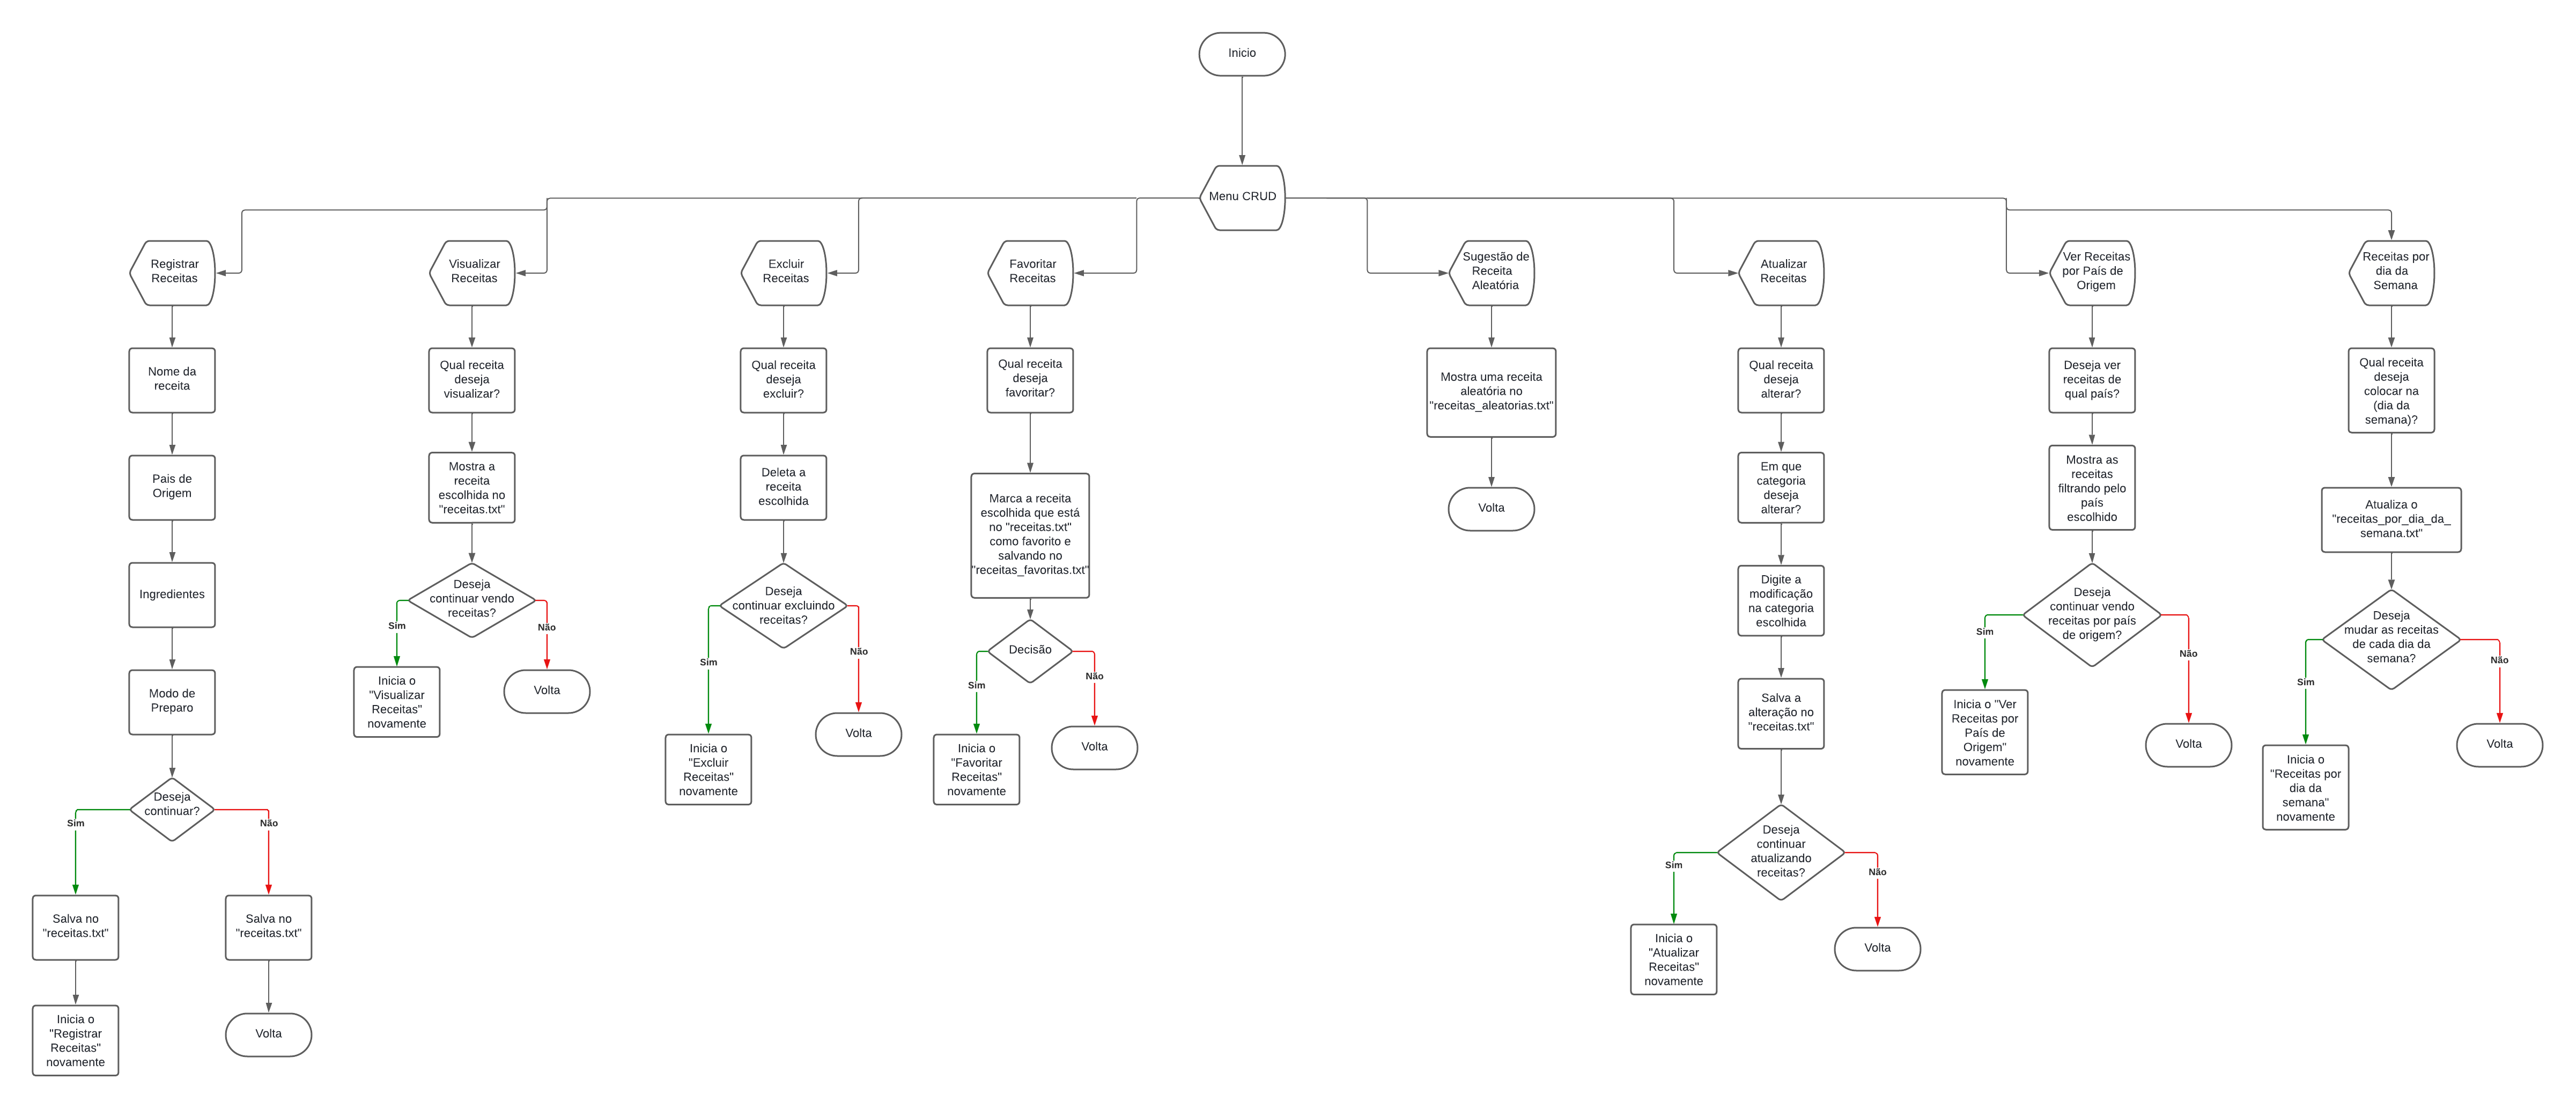 Inicio
Menu CRUD
Registrar
Receitas
Nome da
receita
Pais de
Origem
Ingredientes
Modo de
Preparo
Deseja
continuar?
Sim
Não
Salva no
"receitas.txt"
Inicia o
"Registrar
Receitas"
novamente
Salva no
"receitas.txt"
Volta
Visualizar
Receitas
Qual receita
deseja
visualizar?
Mostra a
receita
escolhida no
"receitas.txt"
Deseja
continuar vendo
receitas?
Sim
Não
Inicia o
"Visualizar
Receitas"
novamente
Volta
Excluir
Receitas
Qual receita
deseja
excluir?
Deleta a
receita
escolhida
Deseja
continuar excluindo
receitas?
Sim
Não
Inicia o
"Excluir
Receitas"
novamente
Volta
Favoritar
Receitas
Qual receita
deseja
favoritar?
Marca a receita
escolhida que está
no "receitas.txt"
como favorito e
salvando no
"receitas_favoritas.txt"
Decisão
Sim
Não
Inicia o
"Favoritar
Receitas"
novamente
Volta
Sugestão de
Receita
Aleatória
Mostra uma receita
aleatória no
"receitas_aleatorias.txt"
Volta
Atualizar
Receitas
Qual receita
deseja
alterar?
Em que
categoria
deseja
alterar?
Digite a
modificação
na categoria
escolhida
Salva a
alteração no
"receitas.txt"
Deseja
continuar
atualizando
receitas?
Sim
Não
Inicia o
"Atualizar
Receitas"
novamente
Volta
Ver Receitas
por País de
Origem
Deseja ver
receitas de
qual país?
Mostra as
receitas
filtrando pelo
país
escolhido
Deseja
continuar vendo
receitas por país
de origem?
Sim
Não
Inicia o "Ver
Receitas por
País de
Origem"
novamente
Volta
Receitas por
dia da
Semana
Qual receita
deseja
colocar na
(dia da
semana)?
Atualiza o
"receitas_por_dia_da_
semana.txt"
Deseja
mudar as receitas
de cada dia da
semana?
Sim
Não
Inicia o
"Receitas por
dia da
semana"
novamente
Volta